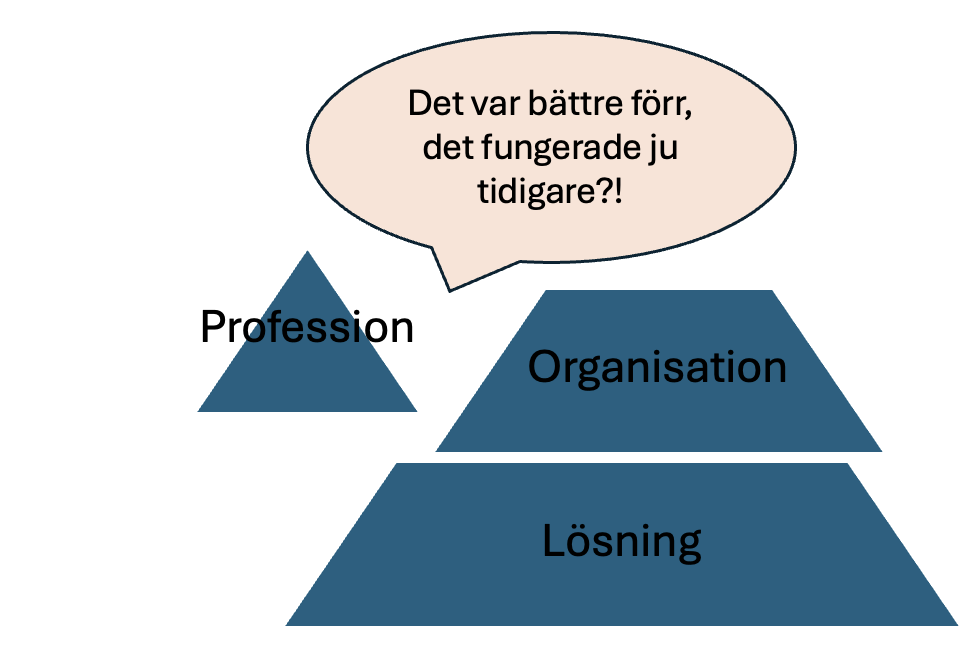 Det var bättre förr,
det fungerade ju
tidigare?!
Profession
Organisation
Lösning